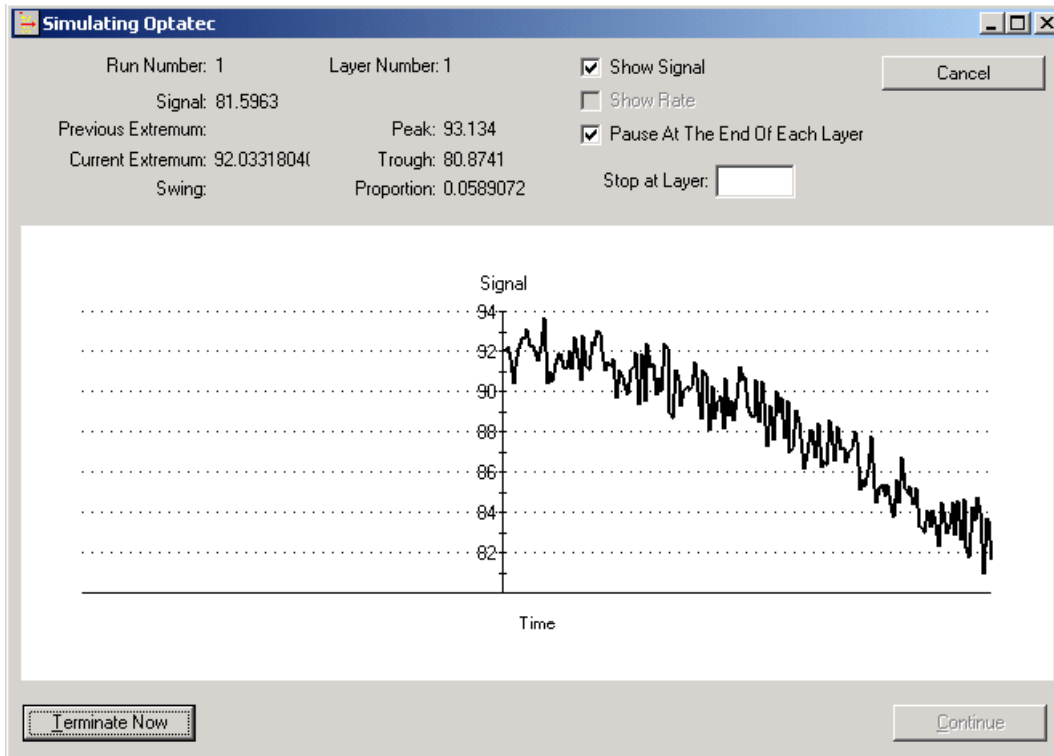 Simulating Optatec
Run Number: 1 Layer Number: 1
Signal: 81.5963
Previous Extremum: Peak: 93.134
Current Extremum: 92.0331804( Trough: 80.8741
Swing: Proportion: 0.0589072
Show Signal
Show Rate
Pause At The End Of Each Layer
Stop at Layer:
Cancel
Signal
94
92
90
88
86
84
82
Time
Terminate Now
Continue